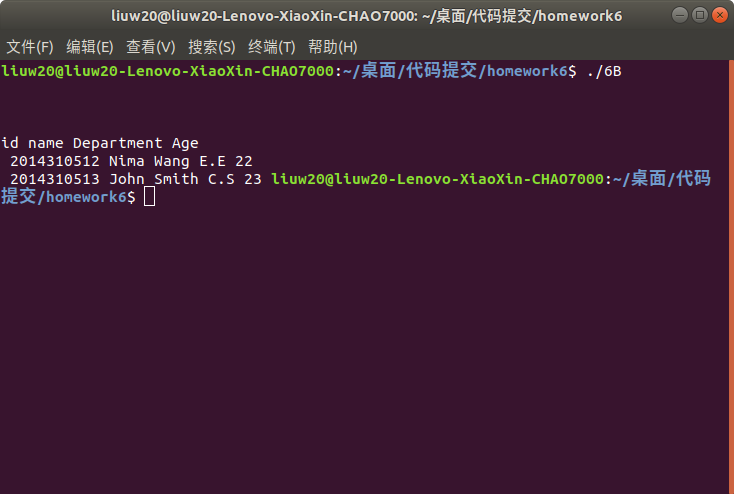 liuw20@liuw20-Lenovo-XiaoXin-CHAO7000: ~/桌面/代码提交/homework6
文件(F) 编辑(E) 查看(V) 搜索(S) 终端(T) 帮助(H)
liuw20@liuw20-Lenovo-XiaoXin-CHAO7000:~/桌面/代码提交/homework6$ ./6B
id name Department Age
2014310512 Nima Wang E.E 22
2014310513 John Smith C.S 23 liuw20@liuw20-Lenovo-XiaoXin-CHAO7000:~/桌面/代码
提交/homework6$